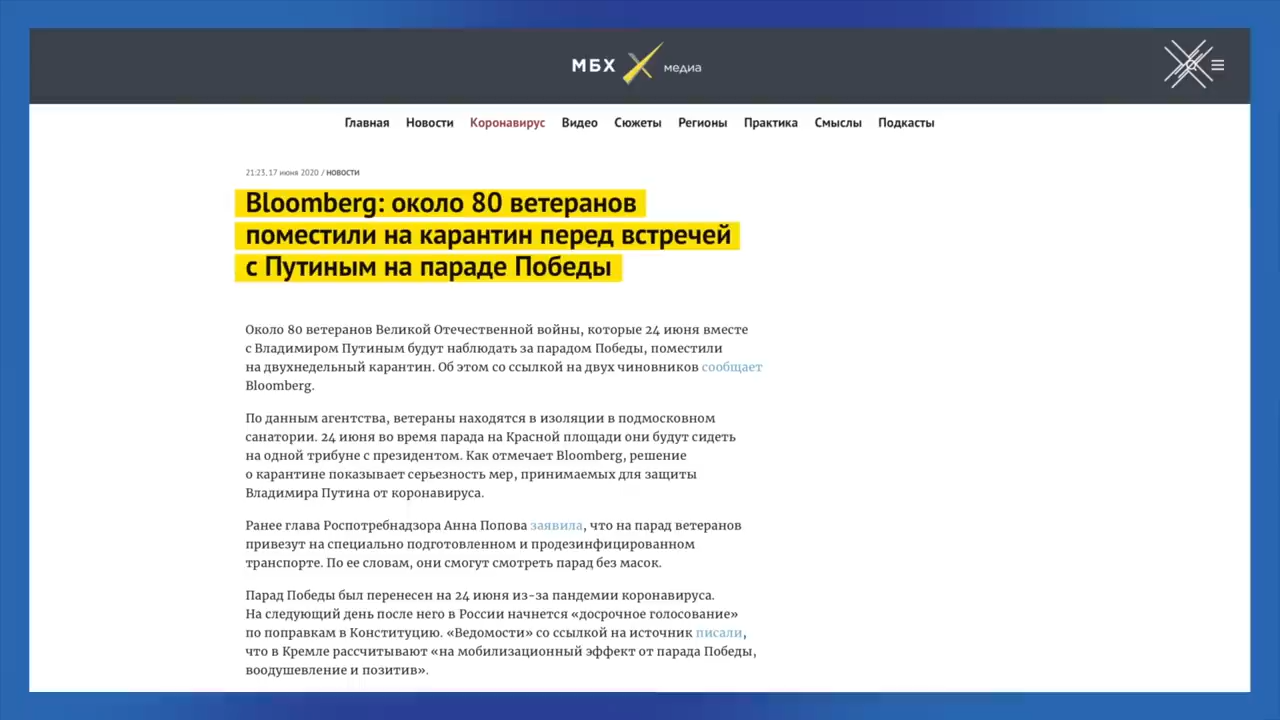 МБХ медиа
Главная Новости Коронавирус Видео Сюжеты Регионы Практика Смыслы Подкасты
21:23, 17 июня 2020 / НОВОСТИ
Bloomberg: около 80 ветеранов
поместили на карантин перед встречей
с Путиным на параде Победы
Около 80 ветеранов Великой Отечественной войны, которые 24 июня вместе
с Владимиром Путиным будут наблюдать за парадом Победы, поместили
на двухнедельный карантин. Об этом со ссылкой на двух чиновников сообщает
Bloomberg.
По данным агентства, ветераны находятся в изоляции в подмосковном
санатории. 24 июня во время парада на Красной площади они будут сидеть
на одной трибуне с президентом. Как отмечает Bloomberg, решение
о карантине показывает серьезность мер, принимаемых для защиты
Владимира Путина от коронавируса.
Ранее глава Роспотребнадзора Анна Попова заявила, что на парад ветеранов
привезут на специально подготовленном и продезинфицированном
транспорте. По ее словам, они смогут смотреть парад без масок.
Парад Победы был перенесен на 24 июня из-за пандемии коронавируса.
На следующий день после него в России начнется «досрочное голосование»
по поправкам в Конституцию. «Ведомости» со ссылкой на источник писали,
что в Кремле рассчитывают «на мобилизационный эффект от парада Победы,
воодушевление и позитив».